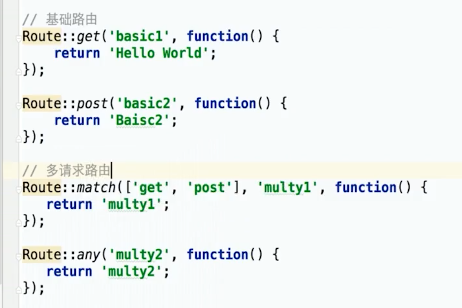 // 基础路由
Route::get('basic1', function() {
    return 'Hello World';
});

Route::post('basic2', function() {
    return 'Baisc2';
});

// 多请求路由
Route::match(['get', 'post'], 'multy1', function() {
    return 'multy1';
});

Route::any('multy2', function() {
    return 'multy2';
});